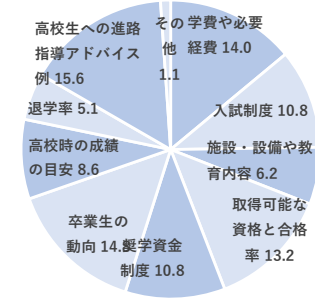 学費や必要
経費 14.0
入試制度 10.8
施設・設備や教
育内容 6.2
取得可能な
資格と合格
率 13.2
奨学資金
制度 10.8
卒業生の
動向 14.8
高校時の成績
の目安 8.6
退学率 5.1
高校生への進路
指導アドバイス
例 15.6
その
他
1.1